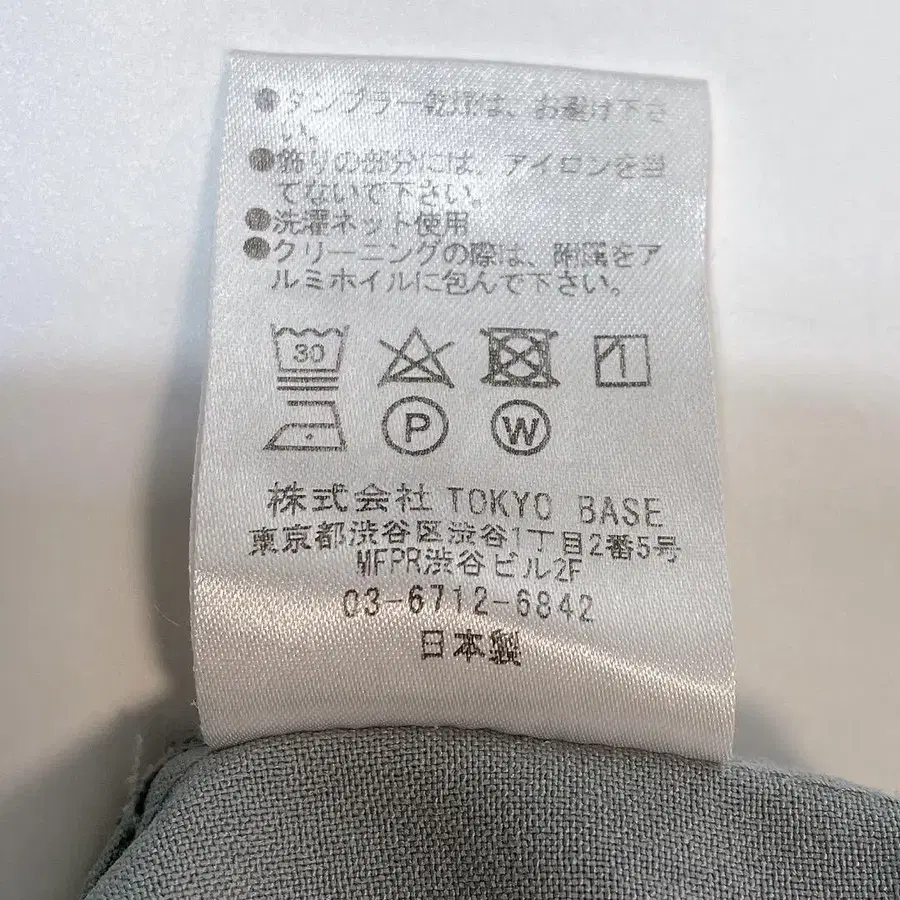 ●タンブラー乾燥は、お避け下さ
い。
●飾りの部分には、アイロンを当
てないで下さい。
●洗濯ネット使用
●クリーニングの際は、附属をア
ルミホイルに包んで下さい。
30
P W
株式会社 TOKYO BASE
東京都渋谷区渋谷1丁目2番5号
MFPR渋谷ビル2F
03-6712-6842
日本製